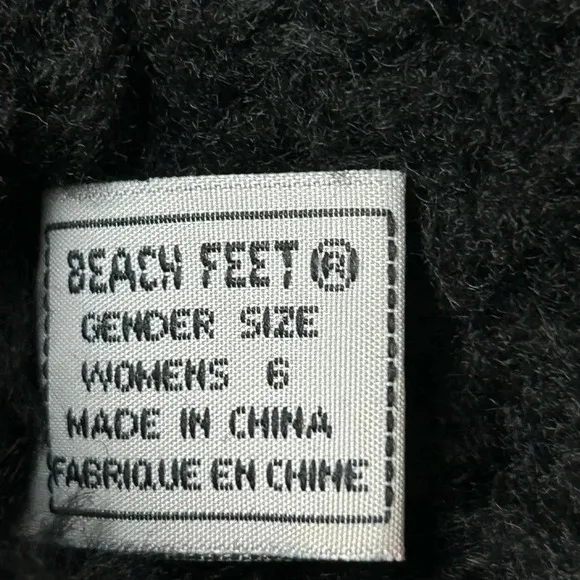 BEACH FEET ®
GENDER SIZE
WOMENS 6
MADE IN CHINA
FABRIQUE EN CHINE